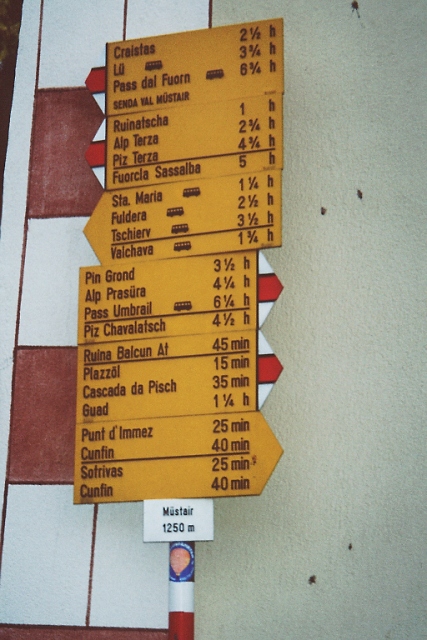 Craistas 2½ h
Lü 3¾ h
Pass dal Fuorn 6¾ h
SENDA VAL MÜSTAIR
Ruinatscha 1 h
Alp Terza 2¾ h
Piz Terza 4¾ h
Fuorcla Sassalba 5 h
Sta. Maria 1¼ h
Fuldera 2½ h
Tschierv 3½ h
Valchava 1¾ h
Pin Grond 3½ h
Alp Prasüra 4¼ h
Pass Umbrail 6¼ h
Piz Chavalatsch 4½ h
Ruina Balcun At 45 min
Plazzöl 15 min
Cascada da Pisch 35 min
Guad 1¼ h
Punt d'Immez 25 min
Cunfin 40 min
Sotrivas 25 min
Cunfin 40 min
Müstair
1250 m